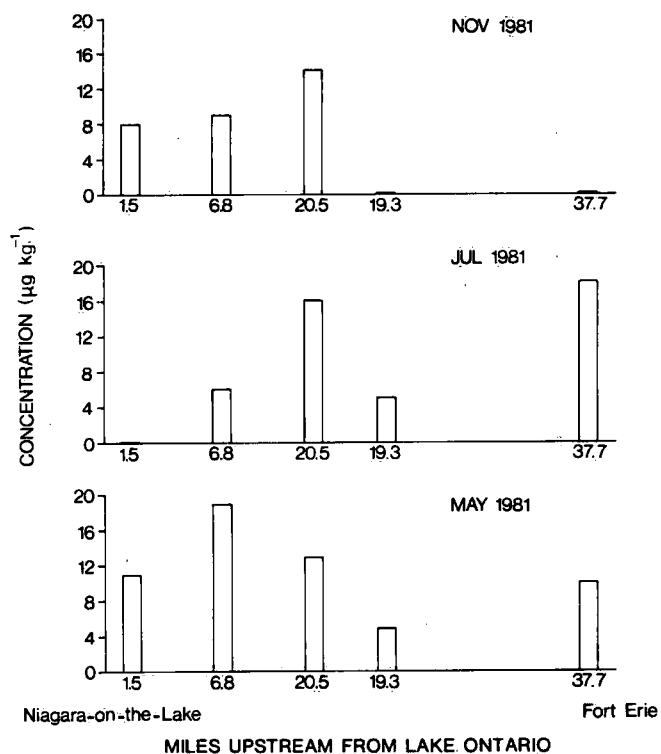 NOV 1981
20
16
12
8
4
0
1.5 6.8 20.5 19.3 37.7
JUL 1981
20
16
12
8
4
0
1.5 6.8 20.5 19.3 37.7
MAY 1981
20
16
12
8
4
0
1.5 6.8 20.5 19.3 37.7
CONCENTRATION (µg kg⁻¹)
Niagara-on-the-Lake Fort Erie
MILES UPSTREAM FROM LAKE ONTARIO